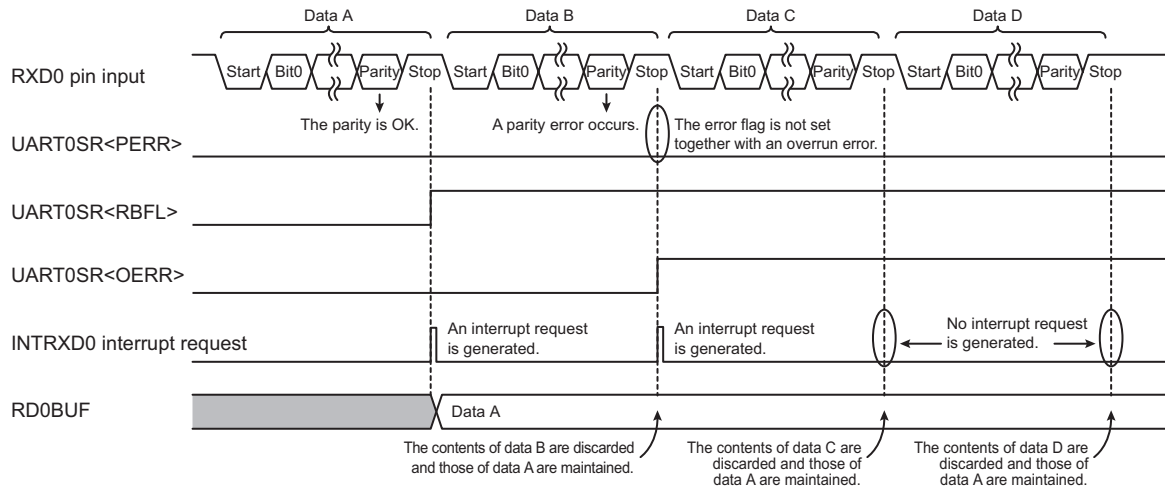 Data A
Data B
Data C
Data D
RXD0 pin input
Start Bit0 Parity Stop Start Bit0 Parity Stop Start Bit0 Parity Stop Start Bit0 Parity Stop
The parity is OK.
A parity error occurs.
The error flag is not set
together with an overrun error.
UART0SR<PERR>
UART0SR<RBFL>
UART0SR<OERR>
INTRXD0 interrupt request
An interrupt request
is generated.
An interrupt request
is generated.
No interrupt request
is generated.
RD0BUF
Data A
The contents of data B are discarded
and those of data A are maintained.
The contents of data C are
discarded and those of
data A are maintained.
The contents of data D are
discarded and those of
data A are maintained.